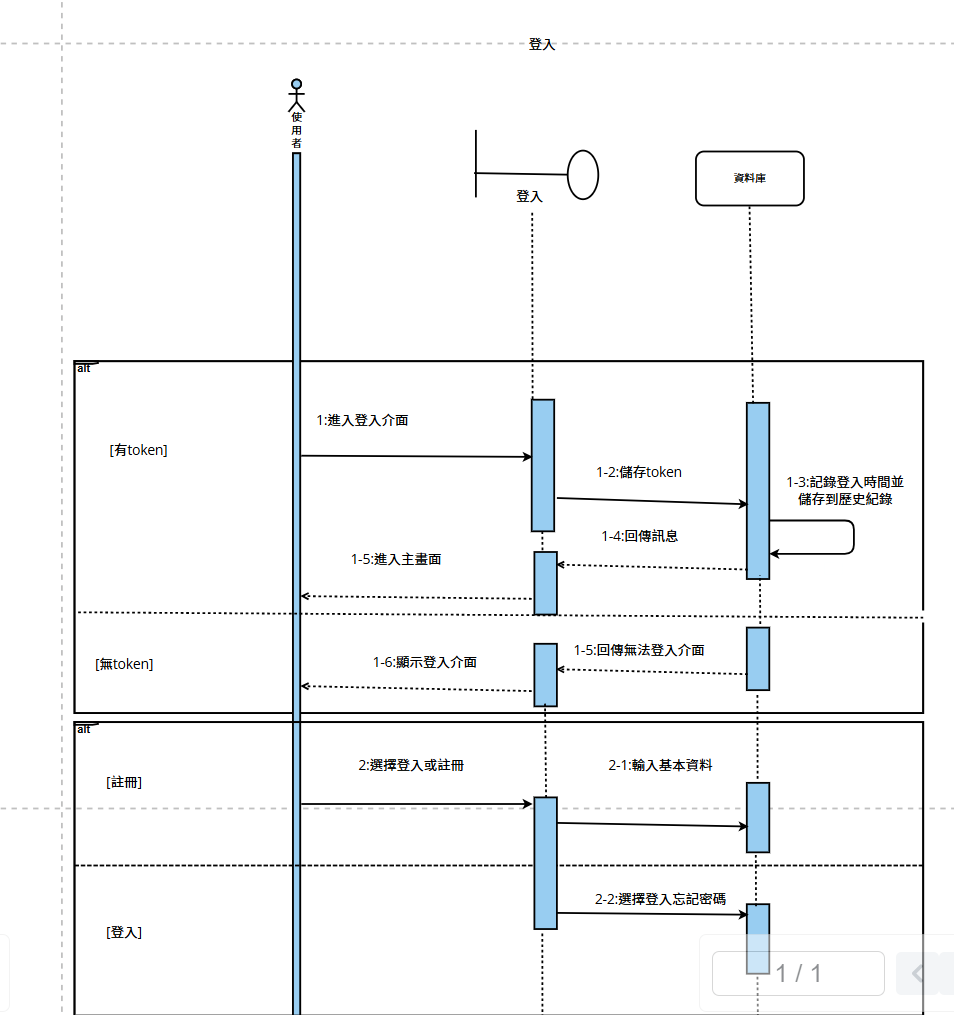 登入
使
用
者
登入
資料庫
alt
1:進入登入介面
[有token]
1-2:儲存token
1-3:記錄登入時間並
儲存到歷史紀錄
1-4:回傳訊息
1-5:進入主畫面
1-5:回傳無法登入介面
1-6:顯示登入介面
[無token]
alt
2:選擇登入或註冊
2-1:輸入基本資料
[註冊]
2-2:選擇登入忘記密碼
[登入]
1 / 1